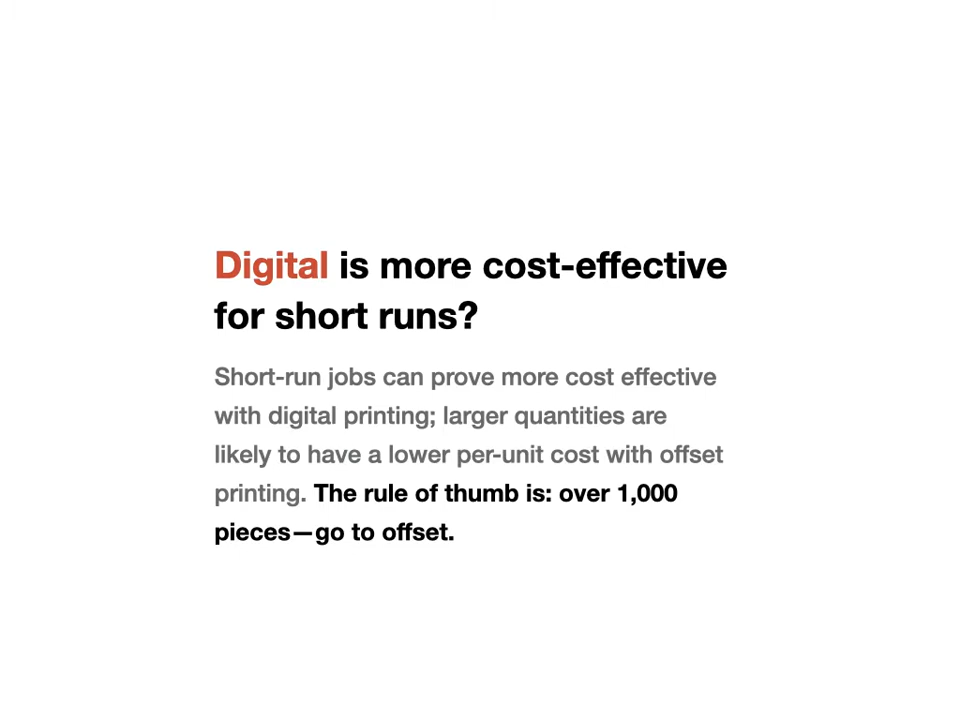 Digital is more cost-effective
for short runs?
Short-run jobs can prove more cost effective
with digital printing; larger quantities are
likely to have a lower per-unit cost with offset
printing. The rule of thumb is: over 1,000
pieces—go to offset.